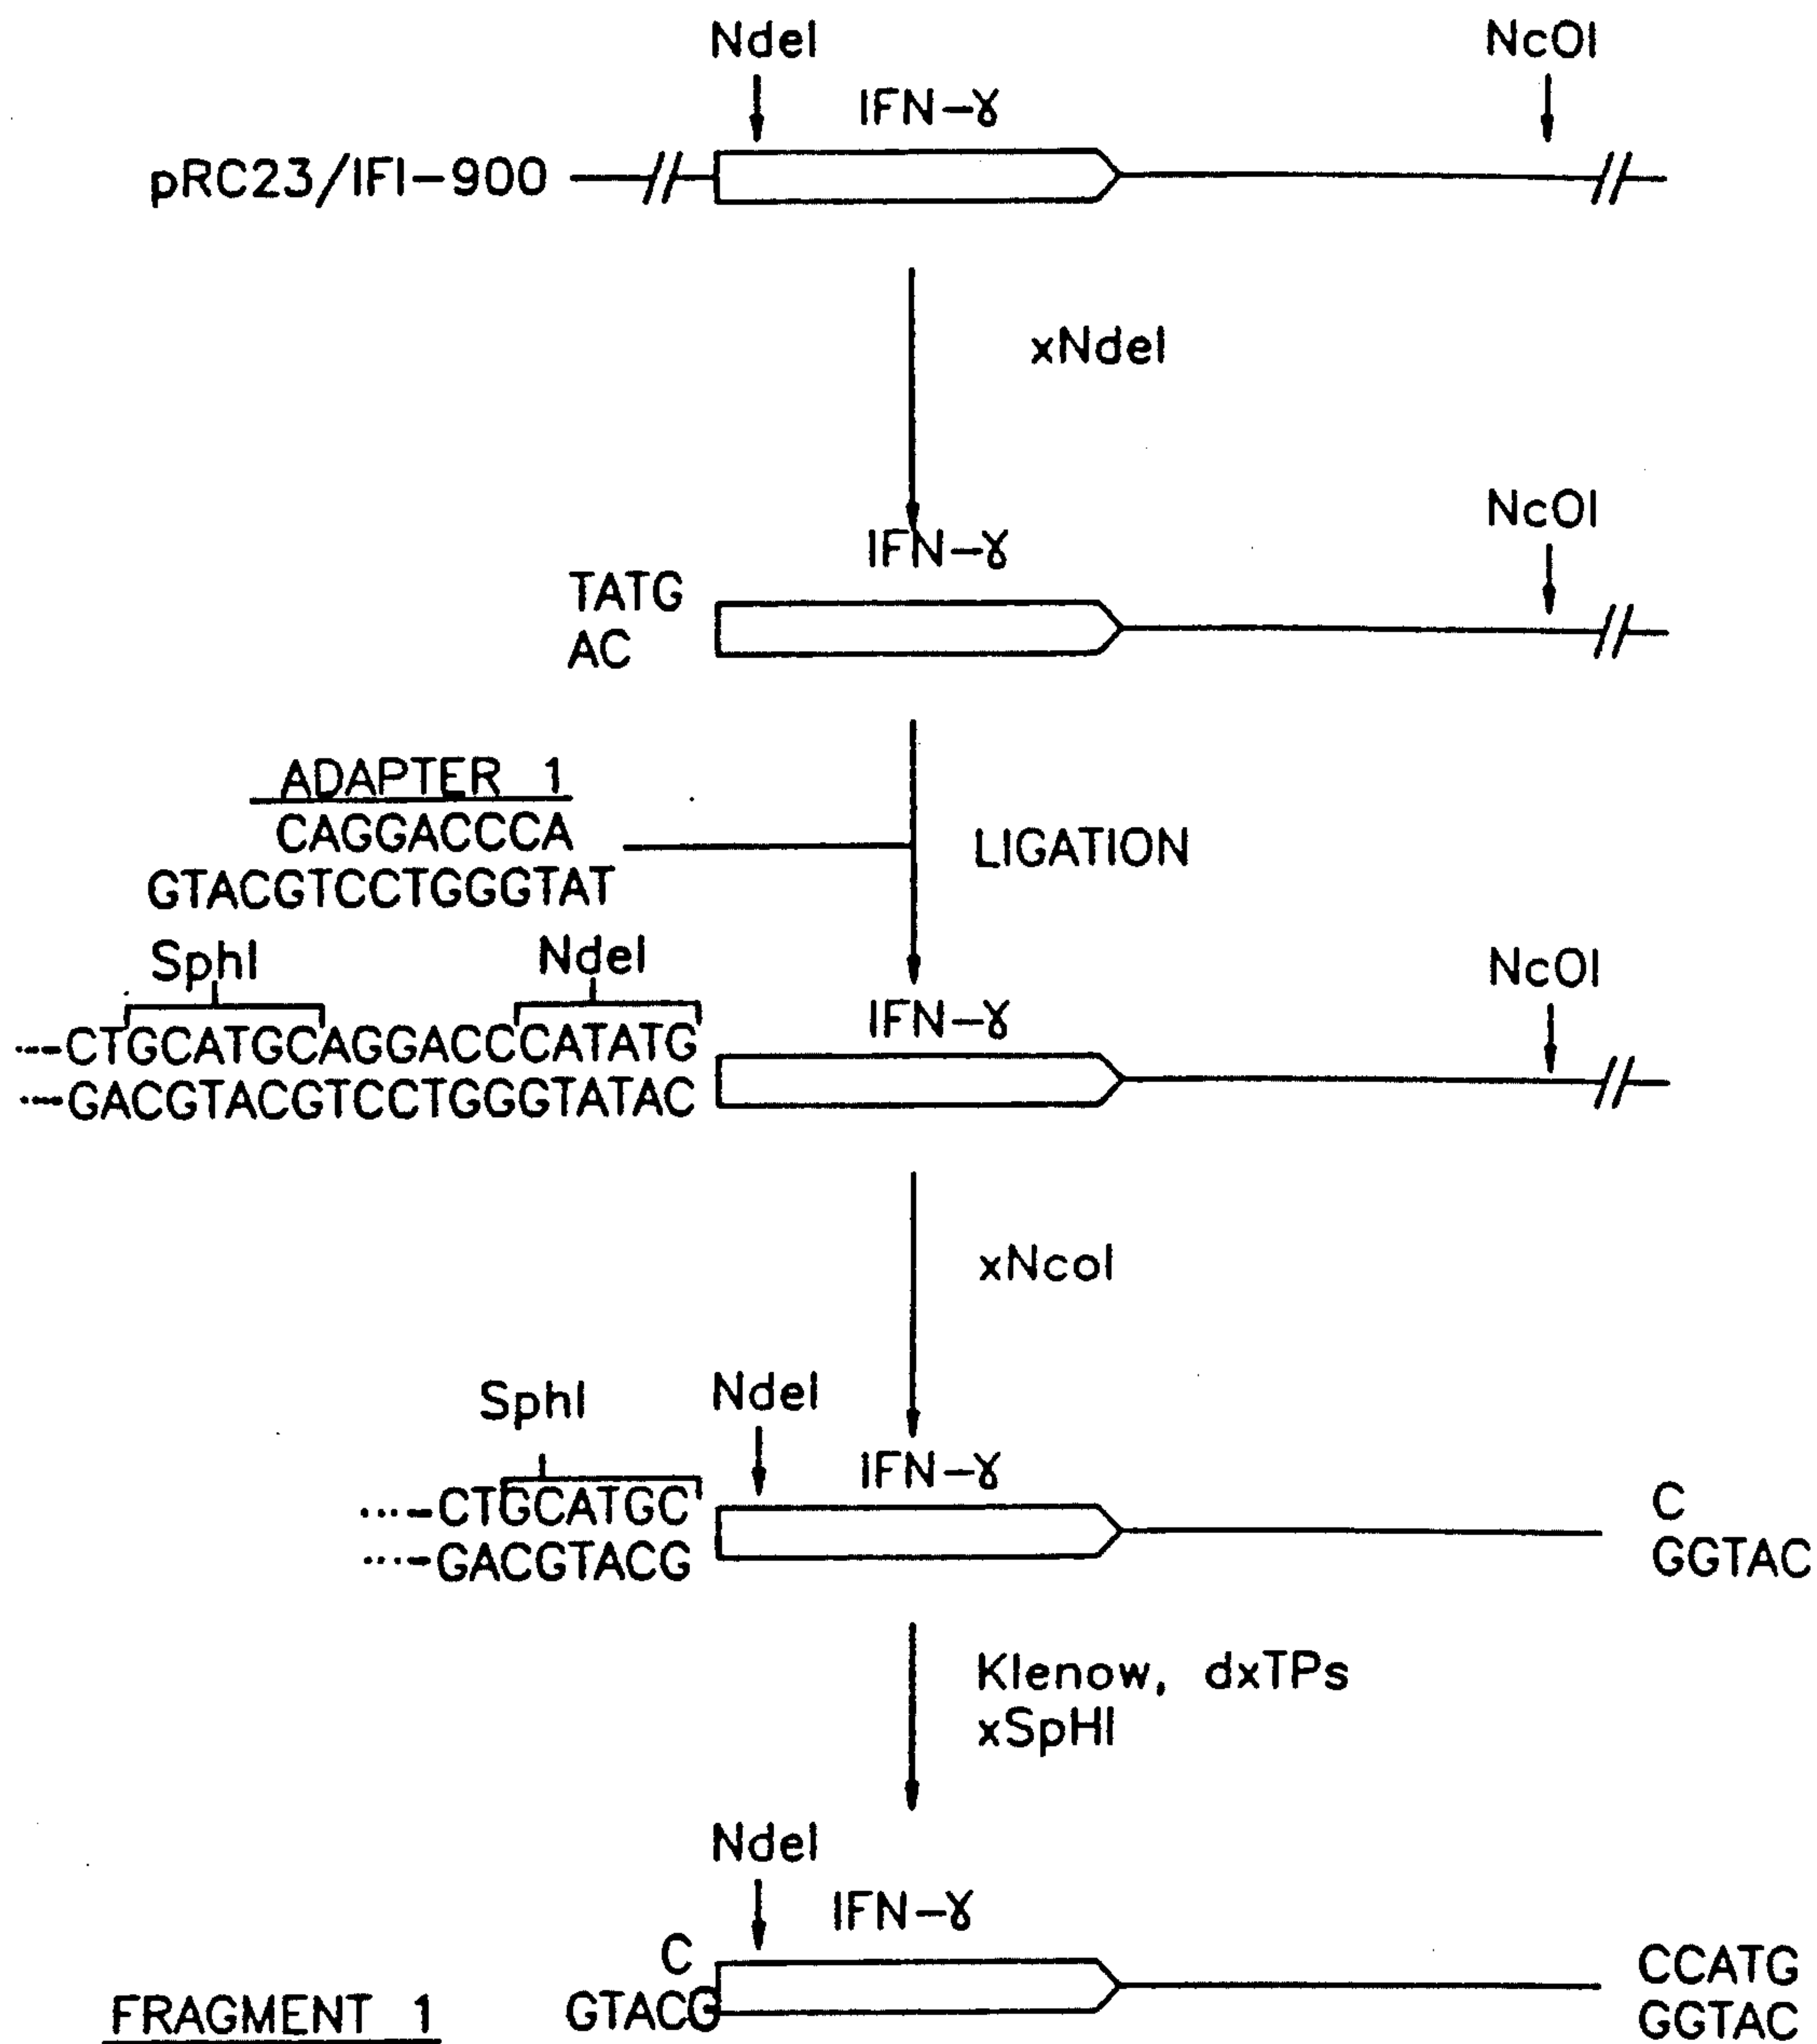 NdeI
NcOI
IFN-γ
pRC23/IFI-900
xNdeI
NcOI
IFN-γ
TATG
AC
ADAPTER 1
CAGGACCCA
GTACGTCCTGGGTAT
LIGATION
SphI
NdeI
NcOI
IFN-γ
---CTGCATGCAGGACCCCATATG
---GACGTACGTCCTGGGTATAC
xNcoI
SphI
NdeI
IFN-γ
...-CTGCATGC
...-GACGTACG
C
GGTAC
Klenow, dxTPs
xSpHI
NdeI
IFN-γ
C
GTACG
CCATG
GGTAC
FRAGMENT 1